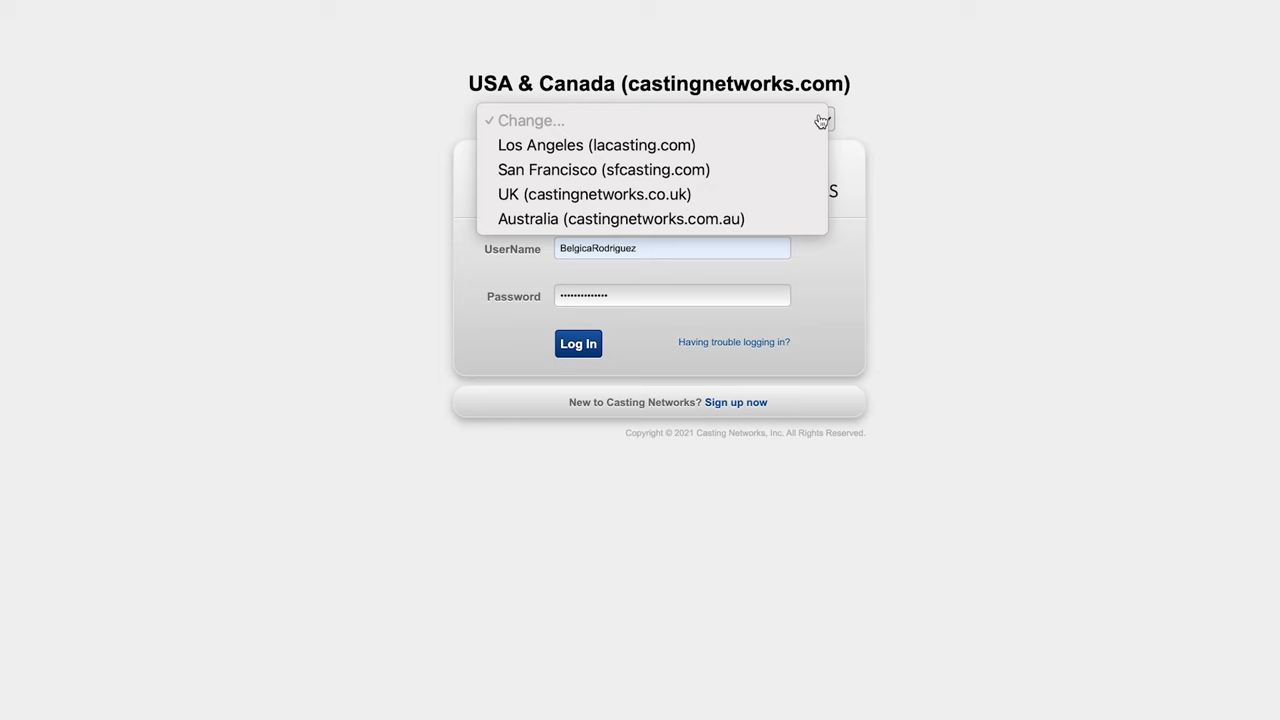 USA & Canada (castingnetworks.com)
✓ Change...
Los Angeles (lacasting.com)
San Francisco (sfcasting.com)
UK (castingnetworks.co.uk)
S
Australia (castingnetworks.com.au)
UserName BelgicaRodriguez
Password ••••••••••••••
Log In Having trouble logging in?
New to Casting Networks? Sign up now
Copyright © 2021 Casting Networks, Inc. All Rights Reserved.